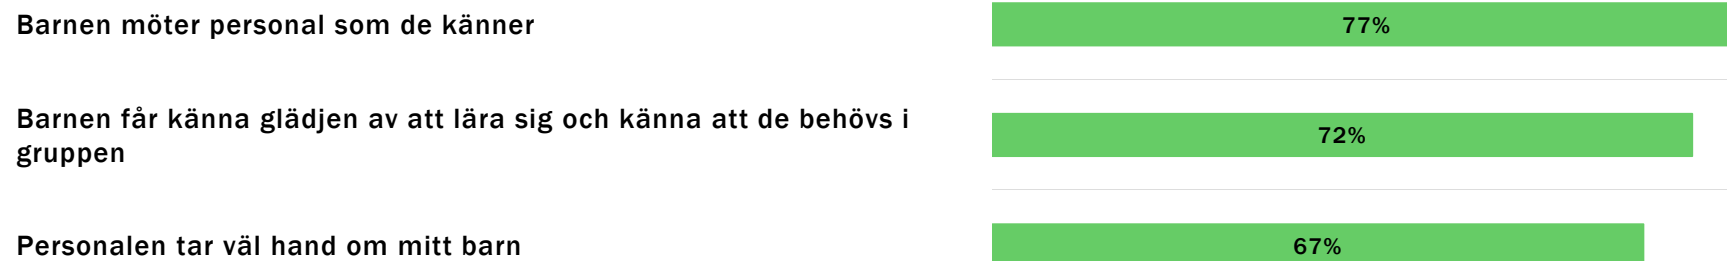 Barnen möter personal som de känner
77%
Barnen får känna glädjen av att lära sig och känna att de behövs i
gruppen
72%
Personalen tar väl hand om mitt barn
67%